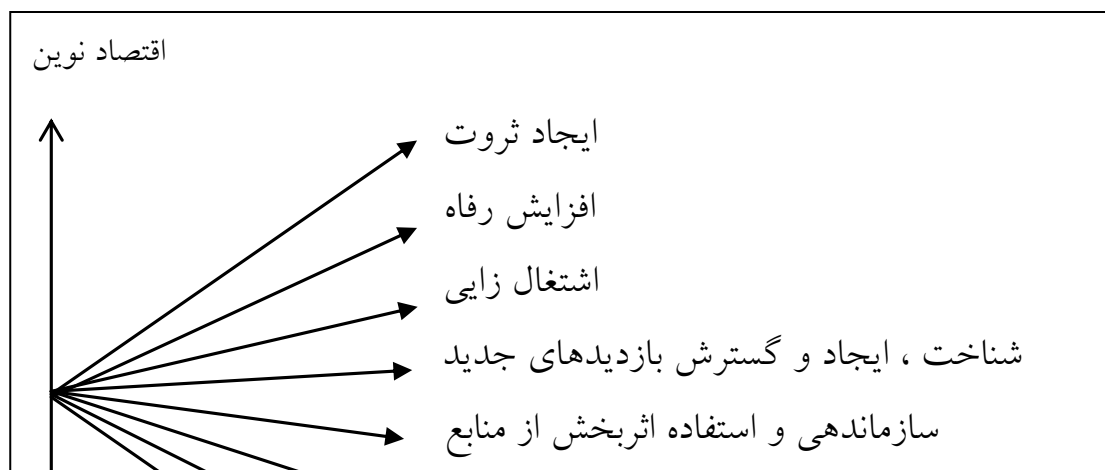 اقتصاد نوین
ایجاد ثروت
افزایش رفاه
اشتغال زایی
شناخت ، ایجاد و گسترش بازدیدهای جدید
سازماندهی و استفاده اثربخش از منابع